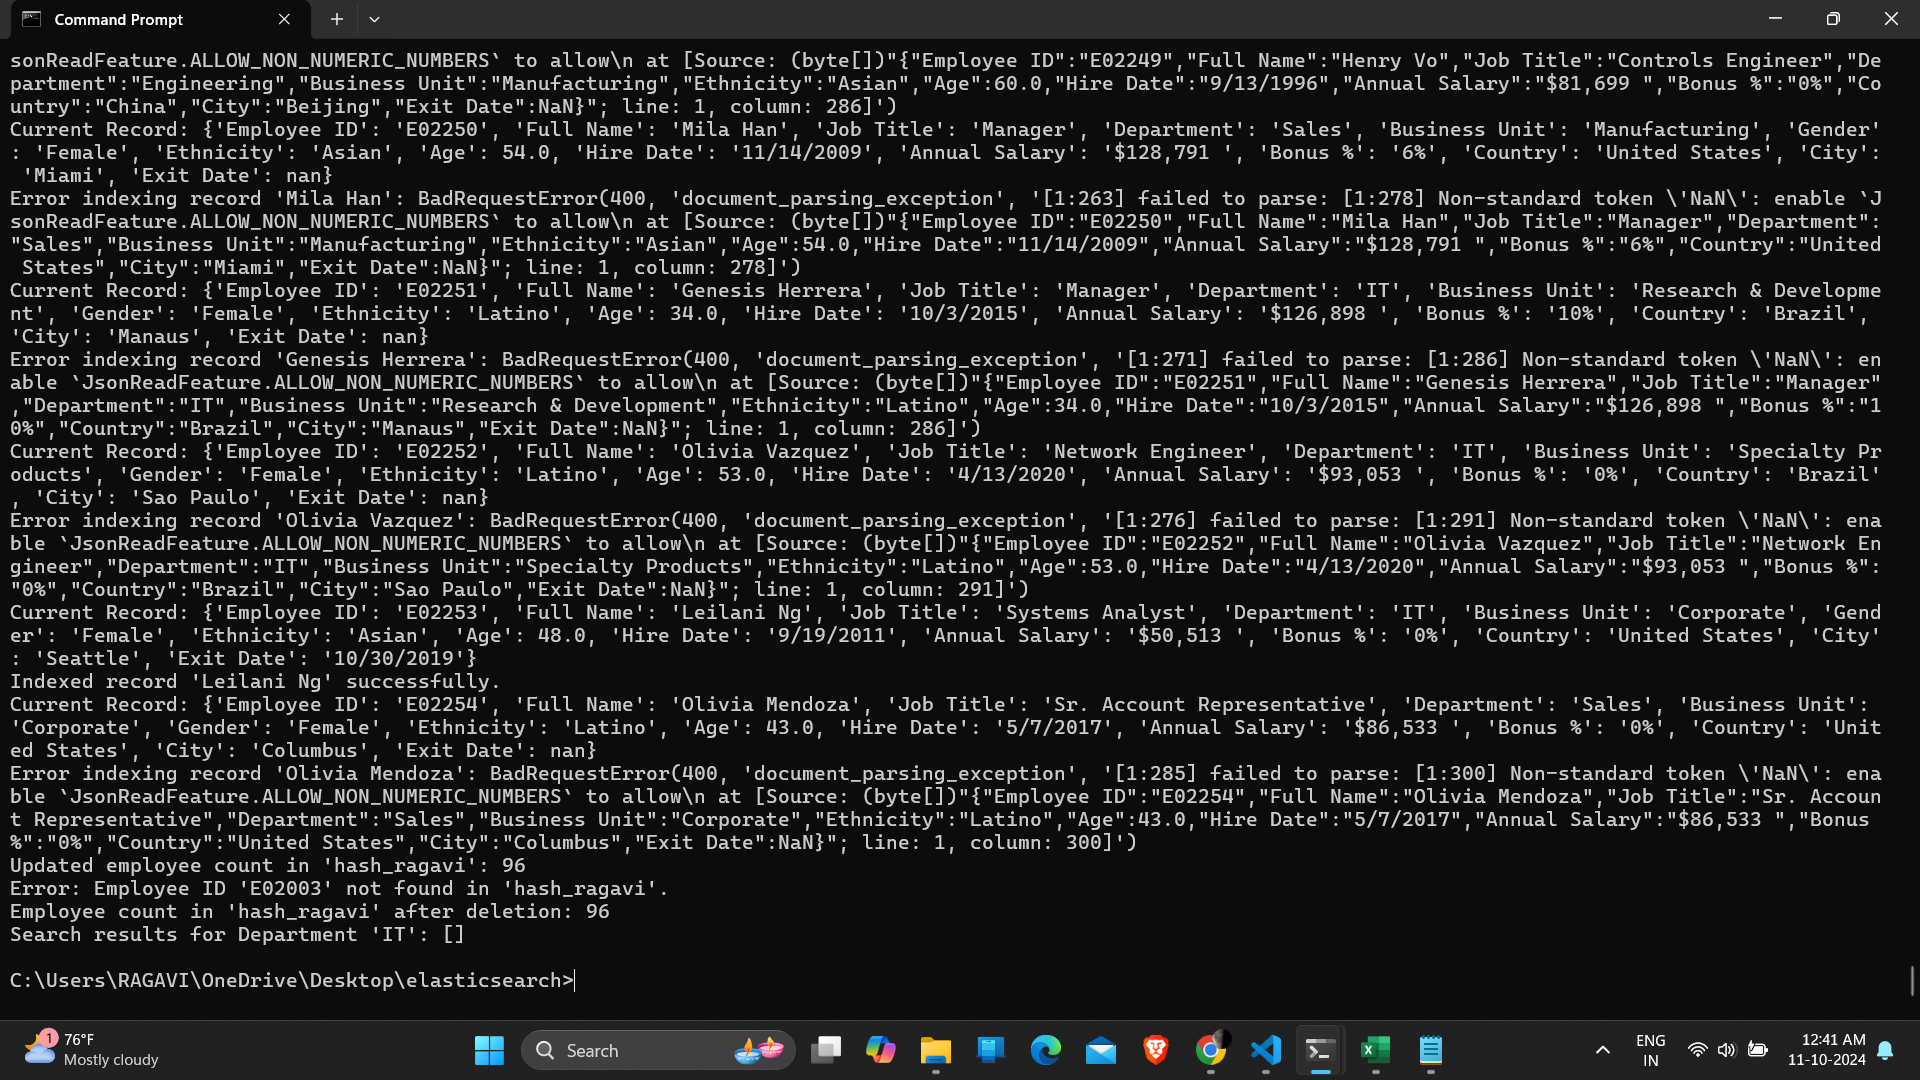 Command Prompt
sonReadFeature.ALLOW_NON_NUMERIC_NUMBERS` to allow\n at [Source: (byte[])"{"Employee ID":"E02249","Full Name":"Henry Vo","Job Title":"Controls Engineer","De
partment":"Engineering","Business Unit":"Manufacturing","Ethnicity":"Asian","Age":60.0,"Hire Date":"9/13/1996","Annual Salary":"$81,699 ","Bonus %":"0%","Co
untry":"China","City":"Beijing","Exit Date":NaN}"; line: 1, column: 286]')
Current Record: {'Employee ID': 'E02250', 'Full Name': 'Mila Han', 'Job Title': 'Manager', 'Department': 'Sales', 'Business Unit': 'Manufacturing', 'Gender'
: 'Female', 'Ethnicity': 'Asian', 'Age': 54.0, 'Hire Date': '11/14/2009', 'Annual Salary': '$128,791 ', 'Bonus %': '6%', 'Country': 'United States', 'City':
 'Miami', 'Exit Date': nan}
Error indexing record 'Mila Han': BadRequestError(400, 'document_parsing_exception', '[1:263] failed to parse: [1:278] Non-standard token \'NaN\': enable `J
sonReadFeature.ALLOW_NON_NUMERIC_NUMBERS` to allow\n at [Source: (byte[])"{"Employee ID":"E02250","Full Name":"Mila Han","Job Title":"Manager","Department":
"Sales","Business Unit":"Manufacturing","Ethnicity":"Asian","Age":54.0,"Hire Date":"11/14/2009","Annual Salary":"$128,791 ","Bonus %":"6%","Country":"United
 States","City":"Miami","Exit Date":NaN}"; line: 1, column: 278]')
Current Record: {'Employee ID': 'E02251', 'Full Name': 'Genesis Herrera', 'Job Title': 'Manager', 'Department': 'IT', 'Business Unit': 'Research & Developme
nt', 'Gender': 'Female', 'Ethnicity': 'Latino', 'Age': 34.0, 'Hire Date': '10/3/2015', 'Annual Salary': '$126,898 ', 'Bonus %': '10%', 'Country': 'Brazil',
'City': 'Manaus', 'Exit Date': nan}
Error indexing record 'Genesis Herrera': BadRequestError(400, 'document_parsing_exception', '[1:271] failed to parse: [1:286] Non-standard token \'NaN\': en
able `JsonReadFeature.ALLOW_NON_NUMERIC_NUMBERS` to allow\n at [Source: (byte[])"{"Employee ID":"E02251","Full Name":"Genesis Herrera","Job Title":"Manager"
,"Department":"IT","Business Unit":"Research & Development","Ethnicity":"Latino","Age":34.0,"Hire Date":"10/3/2015","Annual Salary":"$126,898 ","Bonus %":"1
0%","Country":"Brazil","City":"Manaus","Exit Date":NaN}"; line: 1, column: 286]')
Current Record: {'Employee ID': 'E02252', 'Full Name': 'Olivia Vazquez', 'Job Title': 'Network Engineer', 'Department': 'IT', 'Business Unit': 'Specialty Pr
oducts', 'Gender': 'Female', 'Ethnicity': 'Latino', 'Age': 53.0, 'Hire Date': '4/13/2020', 'Annual Salary': '$93,053 ', 'Bonus %': '0%', 'Country': 'Brazil'
, 'City': 'Sao Paulo', 'Exit Date': nan}
Error indexing record 'Olivia Vazquez': BadRequestError(400, 'document_parsing_exception', '[1:276] failed to parse: [1:291] Non-standard token \'NaN\': ena
ble `JsonReadFeature.ALLOW_NON_NUMERIC_NUMBERS` to allow\n at [Source: (byte[])"{"Employee ID":"E02252","Full Name":"Olivia Vazquez","Job Title":"Network En
gineer","Department":"IT","Business Unit":"Specialty Products","Ethnicity":"Latino","Age":53.0,"Hire Date":"4/13/2020","Annual Salary":"$93,053 ","Bonus %":
"0%","Country":"Brazil","City":"Sao Paulo","Exit Date":NaN}"; line: 1, column: 291]')
Current Record: {'Employee ID': 'E02253', 'Full Name': 'Leilani Ng', 'Job Title': 'Systems Analyst', 'Department': 'IT', 'Business Unit': 'Corporate', 'Gend
er': 'Female', 'Ethnicity': 'Asian', 'Age': 48.0, 'Hire Date': '9/19/2011', 'Annual Salary': '$50,513 ', 'Bonus %': '0%', 'Country': 'United States', 'City'
: 'Seattle', 'Exit Date': '10/30/2019'}
Indexed record 'Leilani Ng' successfully.
Current Record: {'Employee ID': 'E02254', 'Full Name': 'Olivia Mendoza', 'Job Title': 'Sr. Account Representative', 'Department': 'Sales', 'Business Unit':
'Corporate', 'Gender': 'Female', 'Ethnicity': 'Latino', 'Age': 43.0, 'Hire Date': '5/7/2017', 'Annual Salary': '$86,533 ', 'Bonus %': '0%', 'Country': 'Unit
ed States', 'City': 'Columbus', 'Exit Date': nan}
Error indexing record 'Olivia Mendoza': BadRequestError(400, 'document_parsing_exception', '[1:285] failed to parse: [1:300] Non-standard token \'NaN\': ena
ble `JsonReadFeature.ALLOW_NON_NUMERIC_NUMBERS` to allow\n at [Source: (byte[])"{"Employee ID":"E02254","Full Name":"Olivia Mendoza","Job Title":"Sr. Accoun
t Representative","Department":"Sales","Business Unit":"Corporate","Ethnicity":"Latino","Age":43.0,"Hire Date":"5/7/2017","Annual Salary":"$86,533 ","Bonus
%":"0%","Country":"United States","City":"Columbus","Exit Date":NaN}"; line: 1, column: 300]')
Updated employee count in 'hash_ragavi': 96
Error: Employee ID 'E02003' not found in 'hash_ragavi'.
Employee count in 'hash_ragavi' after deletion: 96
Search results for Department 'IT': []
C:\Users\RAGAVI\OneDrive\Desktop\elasticsearch>
1
76°F
Mostly cloudy
Search
ENG
IN
12:41 AM
11-10-2024